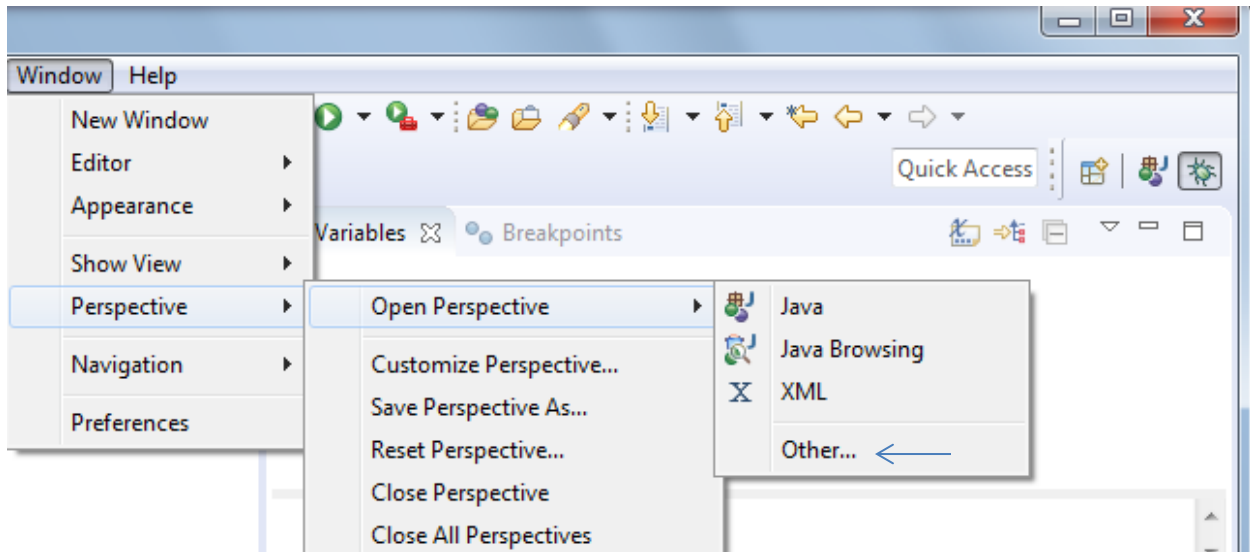 Window Help
New Window
Editor
Appearance
Show View
Perspective
Navigation
Preferences
Quick Access
Variables Breakpoints
Open Perspective
Customize Perspective...
Save Perspective As...
Reset Perspective...
Close Perspective
Close All Perspectives
Java
Java Browsing
XML
Other...